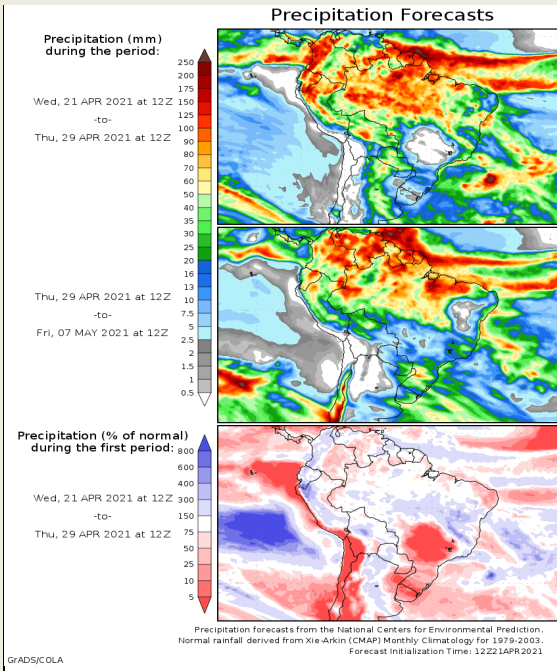 Precipitation Forecasts
Precipitation (mm)
during the period:
Wed, 21 APR 2021 at 12Z
-to-
Thu, 29 APR 2021 at 12Z
250
200
175
150
125
100
90
80
70
60
50
40
35
30
25
20
16
13
10
7.5
5
2.5
2
1.5
1
0.5
Thu, 29 APR 2021 at 12Z
-to-
Fri, 07 MAY 2021 at 12Z
Precipitation (% of normal)
during the first period:
Wed, 21 APR 2021 at 12Z
-to-
Thu, 29 APR 2021 at 12Z
800
600
400
300
150
75
50
25
10
5
Precipitation forecasts from the National Centers for Environmental Prediction.
Normal rainfall derived from Xie-Arkin (CMAP) Monthly Climatology for 1979-2003.
Forecast Initialization Time: 12Z21APR2021
GrADS/COLA